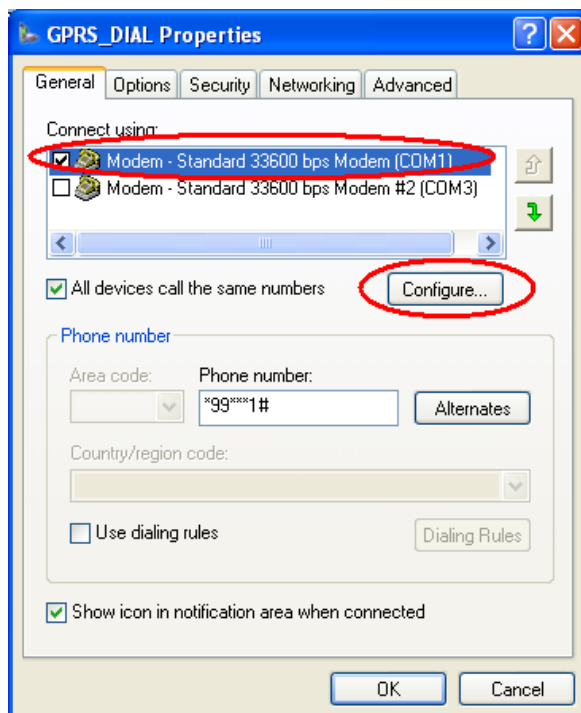 GPRS_DIAL Properties
General Options Security Networking Advanced
Connect using:
Modem - Standard 33600 bps Modem (COM1)
Modem - Standard 33600 bps Modem #2 (COM3)
All devices call the same numbers
Configure...
Phone number
Area code: Phone number:
*99***1# Alternates
Country/region code:
Use dialing rules Dialing Rules
Show icon in notification area when connected
OK Cancel